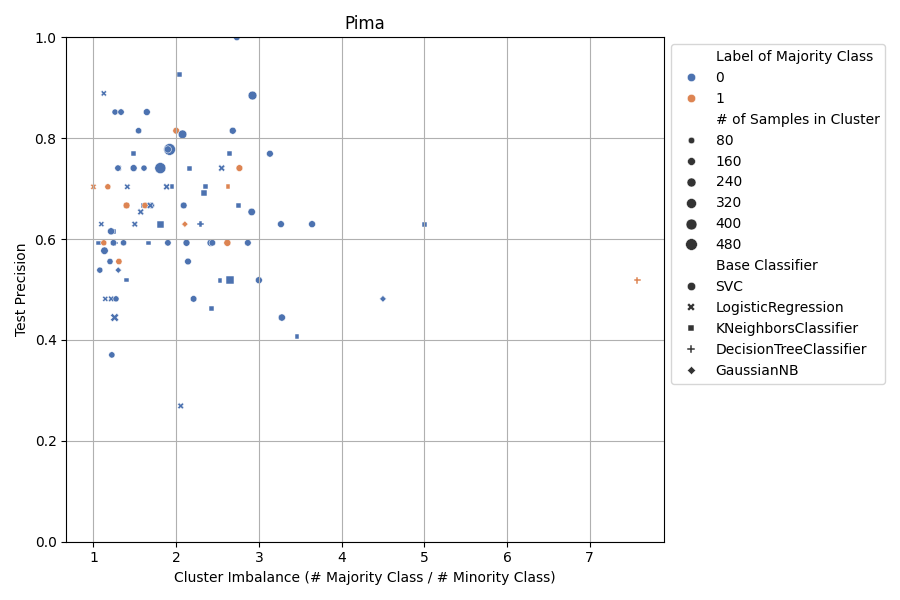 Pima
1.0
0.8
0.6
0.4
0.2
0.0
Test Precision
1 2 3 4 5 6 7
Cluster Imbalance (# Majority Class / # Minority Class)
Label of Majority Class
0
1
# of Samples in Cluster
80
160
240
320
400
480
Base Classifier
SVC
LogisticRegression
KNeighborsClassifier
DecisionTreeClassifier
GaussianNB